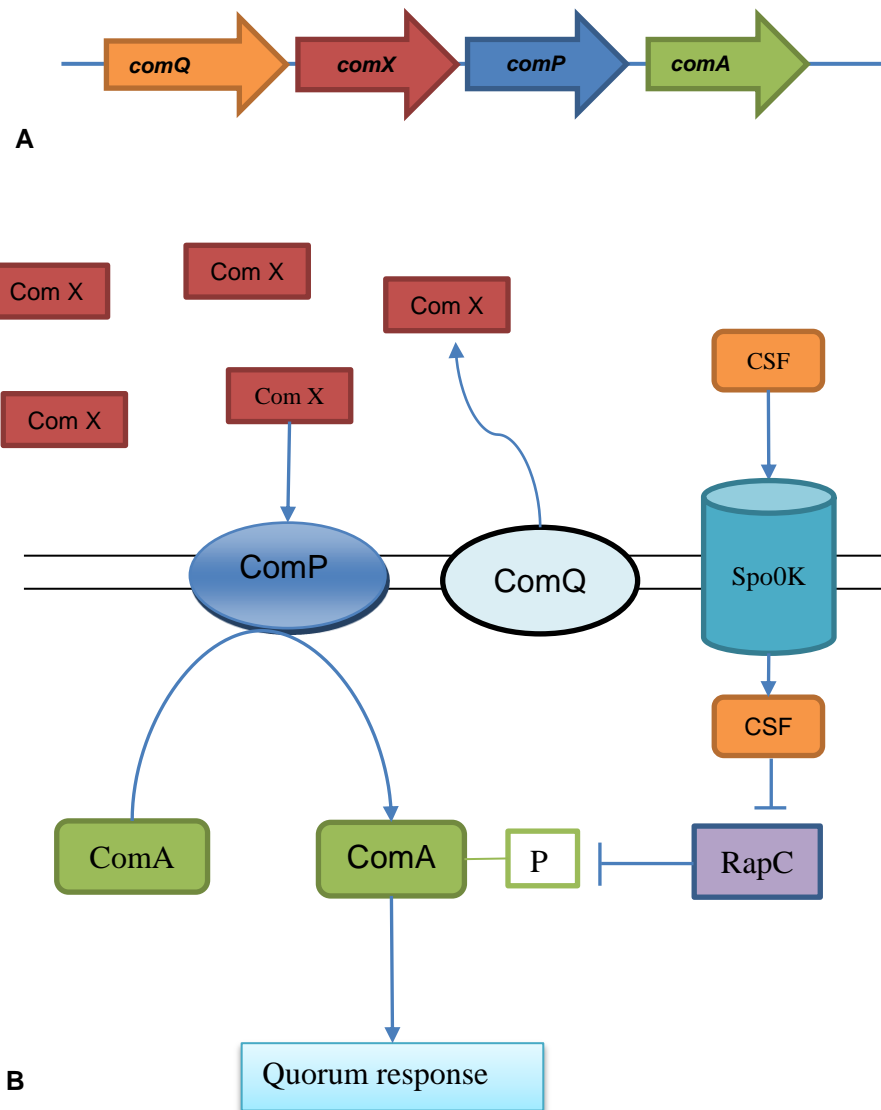 comQ comX comP comA
A
Com X
Com X
Com X
Com X
Com X
CSF
ComP
ComQ
Spo0K
CSF
ComA
ComA
P
RapC
Quorum response
B